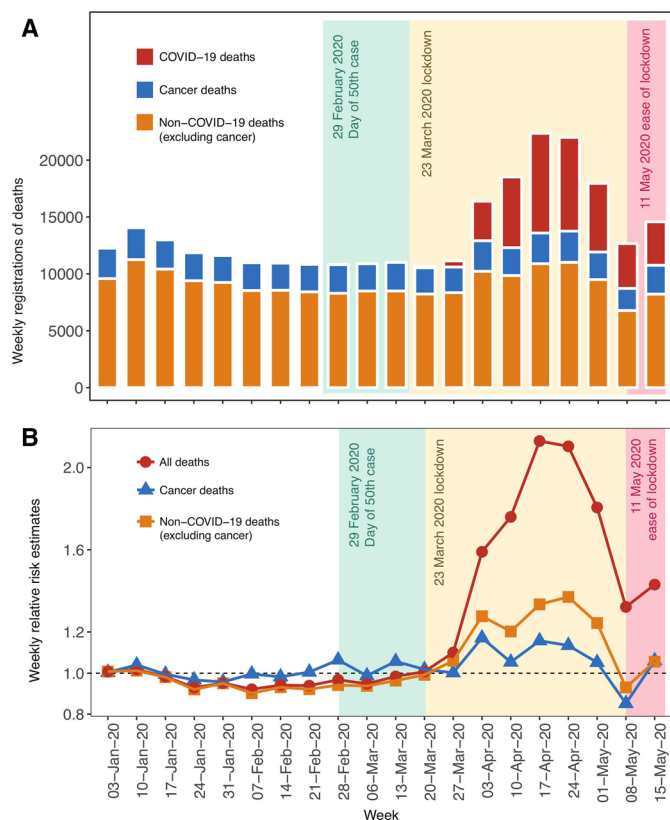 A
COVID−19 deaths
Cancer deaths
Non−COVID−19 deaths
(excluding cancer)
29 February 2020
Day of 50th case
23 March 2020 lockdown
11 May 2020 ease of lockdown
Weekly registrations of deaths
20000
15000
10000
5000
0
B
All deaths
Cancer deaths
Non−COVID−19 deaths
(excluding cancer)
29 February 2020
Day of 50th case
23 March 2020 lockdown
11 May 2020
ease of lockdown
Weekly relative risk estimates
2.0
1.6
1.2
1.0
0.8
03−Jan−20
10−Jan−20
17−Jan−20
24−Jan−20
31−Jan−20
07−Feb−20
14−Feb−20
21−Feb−20
28−Feb−20
06−Mar−20
13−Mar−20
20−Mar−20
27−Mar−20
03−Apr−20
10−Apr−20
17−Apr−20
24−Apr−20
01−May−20
08−May−20
15−May−20
Week